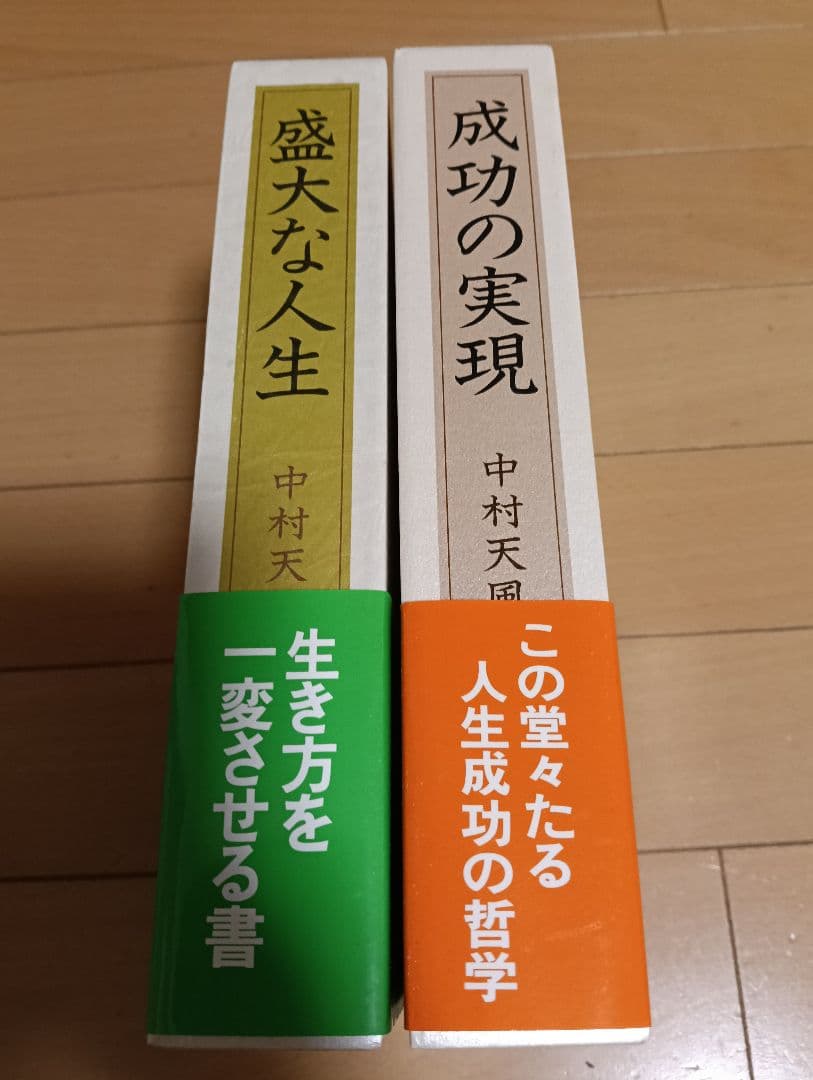 成功の実現
中村天風
この堂々たる
人生成功の哲学
盛大な人生
中村天
生き方を
一変させる書